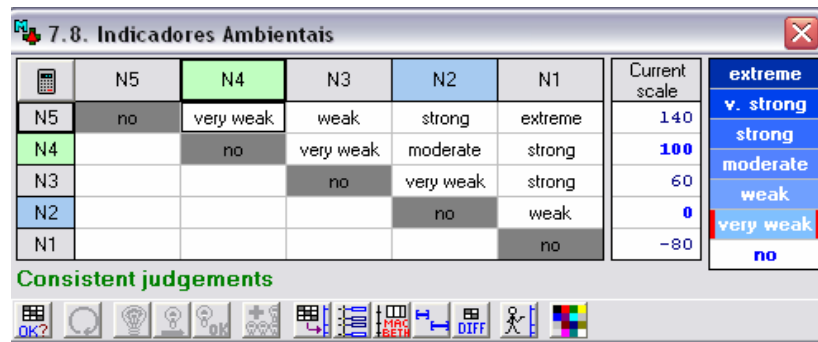 7.8. Indicadores Ambientais
N5 N4 N3 N2 N1 Current scale
N5 no very weak weak strong extreme 140
N4 no very weak moderate strong 100
N3 no very weak strong 60
N2 no weak 0
N1 no -80
extreme
v. strong
strong
moderate
weak
very weak
no
Consistent judgements
OK? OK MAC BETH DIFF